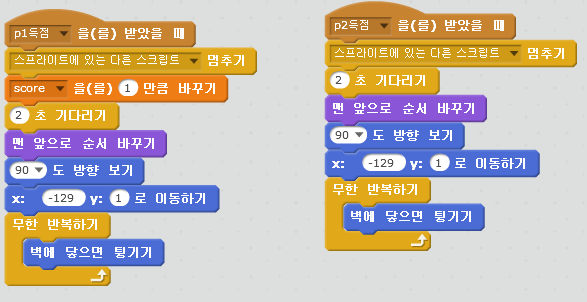 p1득점 을(를) 받았을 때
스프라이트에 있는 다른 스크립트 멈추기
score 을(를) 1 만큼 바꾸기
2 초 기다리기
맨 앞으로 순서 바꾸기
90 도 방향 보기
x: -129 y: 1 로 이동하기
무한 반복하기
벽에 닿으면 튕기기
p2득점 을(를) 받았을 때
스프라이트에 있는 다른 스크립트 멈추기
2 초 기다리기
맨 앞으로 순서 바꾸기
90 도 방향 보기
x: -129 y: 1 로 이동하기
무한 반복하기
벽에 닿으면 튕기기